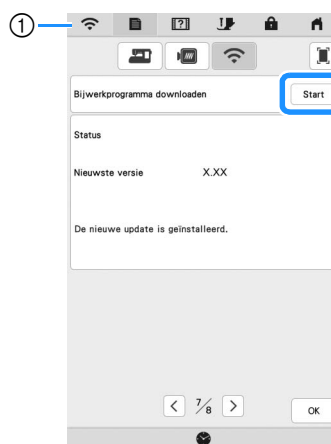 ①
Bijwerkprogramma downloaden Start
Status
Nieuwste versie X.XX
De nieuwe update is geïnstalleerd.
7/8
OK